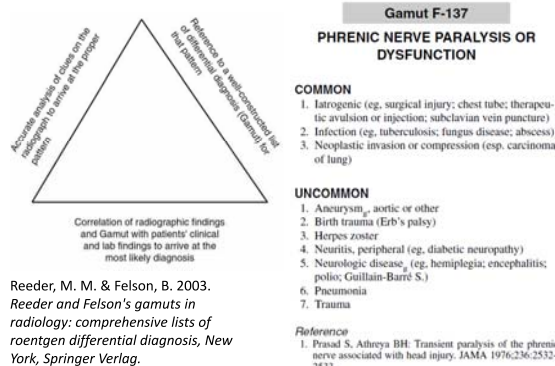 Accurate analysis of clues on the
radiograph to arrive at the proper
pattern
Reference to a well-constructed list
of differential diagnosis (Gamut) for
that pattern
Correlation of radiographic findings
and Gamut with patients' clinical
and lab findings to arrive at the
most likely diagnosis
Reeder, M. M. & Felson, B. 2003.
Reeder and Felson's gamuts in
radiology: comprehensive lists of
roentgen differential diagnosis, New
York, Springer Verlag.
Gamut F-137
PHRENIC NERVE PARALYSIS OR
DYSFUNCTION
COMMON
1. Iatrogenic (eg, surgical injury; chest tube; therapeu-
tic avulsion or injection; subclavian vein puncture)
2. Infection (eg, tuberculosis; fungus disease; abscess)
3. Neoplastic invasion or compression (esp. carcinoma
of lung)
UNCOMMON
1. Aneurysmg, aortic or other
2. Birth trauma (Erb's palsy)
3. Herpes zoster
4. Neuritis, peripheral (eg, diabetic neuropathy)
5. Neurologic diseaseg (eg, hemiplegia; encephalitis;
polio; Guillain-Barré S.)
6. Pneumonia
7. Trauma
Reference
1. Prasad S, Athreya BH: Transient paralysis of the phrenic
nerve associated with head injury. JAMA 1976;236:2532-